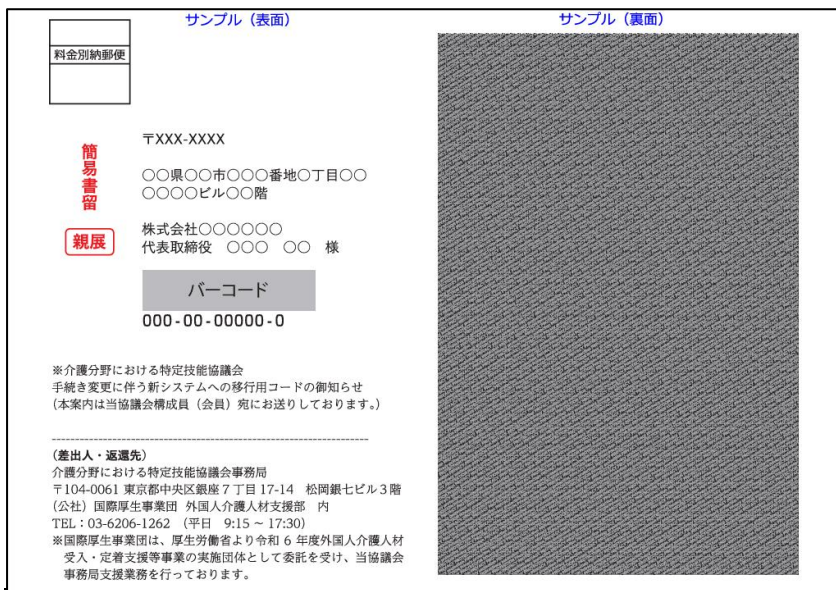 サンプル（表面）
サンプル（裏面）
料金別納郵便
〒XXX-XXXX
簡易書留
○○県○○市○○○番地○丁目○○
○○○○ビル○○階
親展
株式会社○○○○○○
代表取締役　○○○　○○　様
バーコード
000-00-00000-0
※介護分野における特定技能協議会
手続き変更に伴う新システムへの移行用コードの御知らせ
(本案内は当協議会構成員（会員）宛にお送りしております。)
(差出人・返還先)
介護分野における特定技能協議会事務局
〒104-0061 東京都中央区銀座７丁目 17-14　松岡銀七ビル３階
(公社）国際厚生事業団 外国人介護人材支援部　内
TEL：03-6206-1262　(平日　9:15 ~ 17:30)
※国際厚生事業団は、厚生労働省より令和 6 年度外国人介護人材
受入・定着支援等事業の実施団体として委託を受け、当協議会
事務局支援業務を行っております。